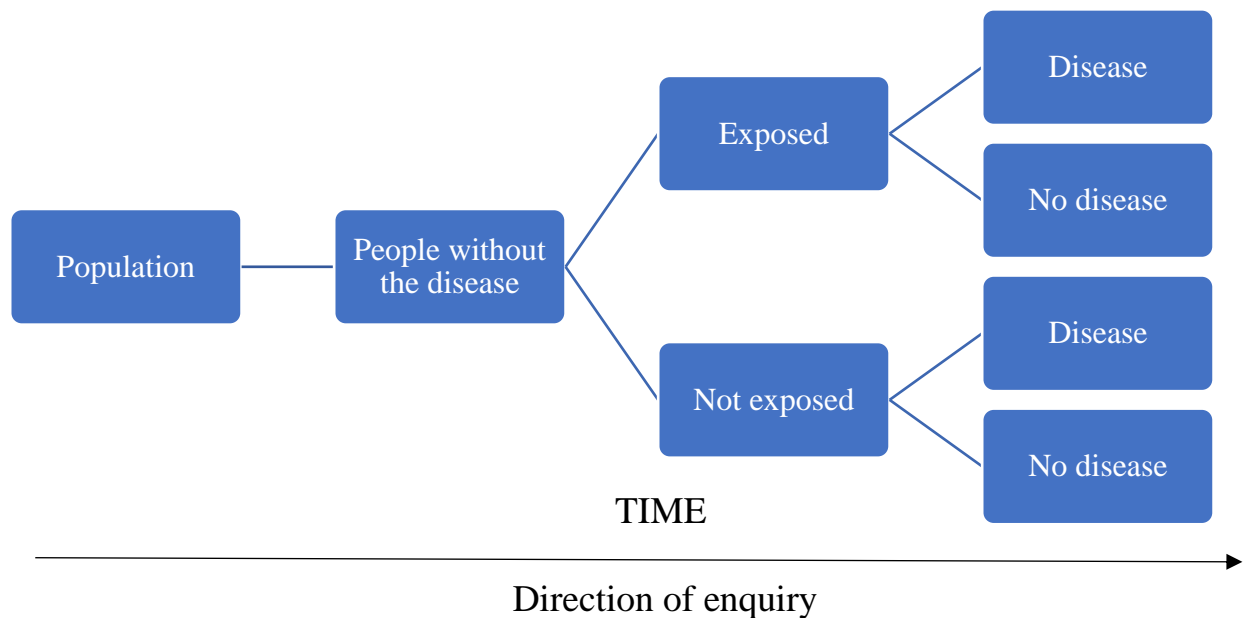 Population
People without
the disease
Exposed
Disease
No disease
Not exposed
Disease
No disease
TIME
Direction of enquiry